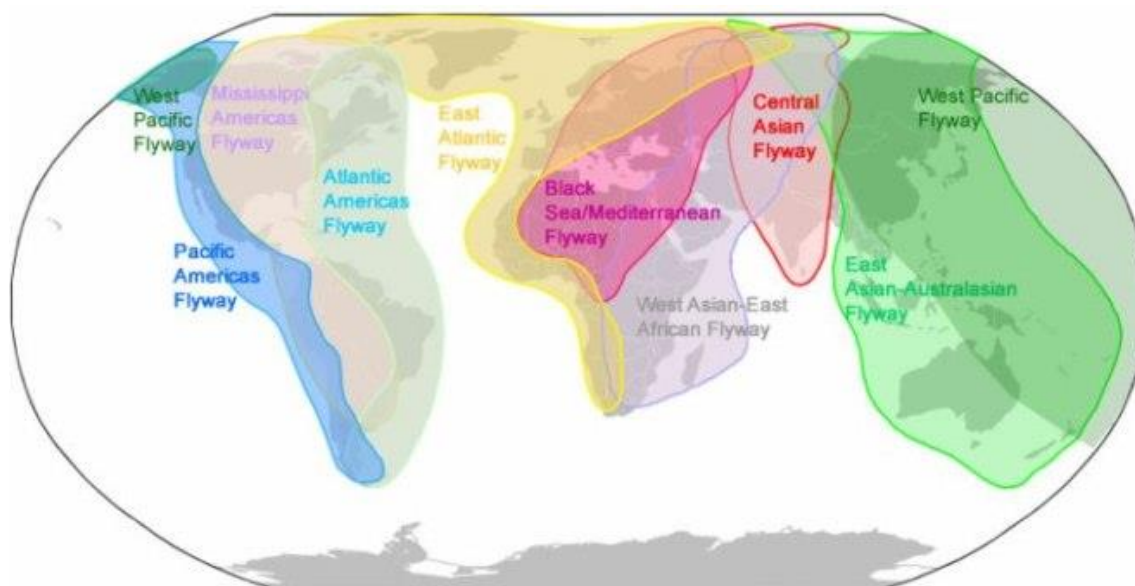 West
Pacific
Flyway
Mississippi
Americas
Flyway
East
Atlantic
Flyway
Central
Asian
Flyway
West Pacific
Flyway
Atlantic
Americas
Flyway
Black
Sea/Mediterranean
Flyway
Pacific
Americas
Flyway
West Asian-East
African Flyway
East
Asian-Australasian
Flyway